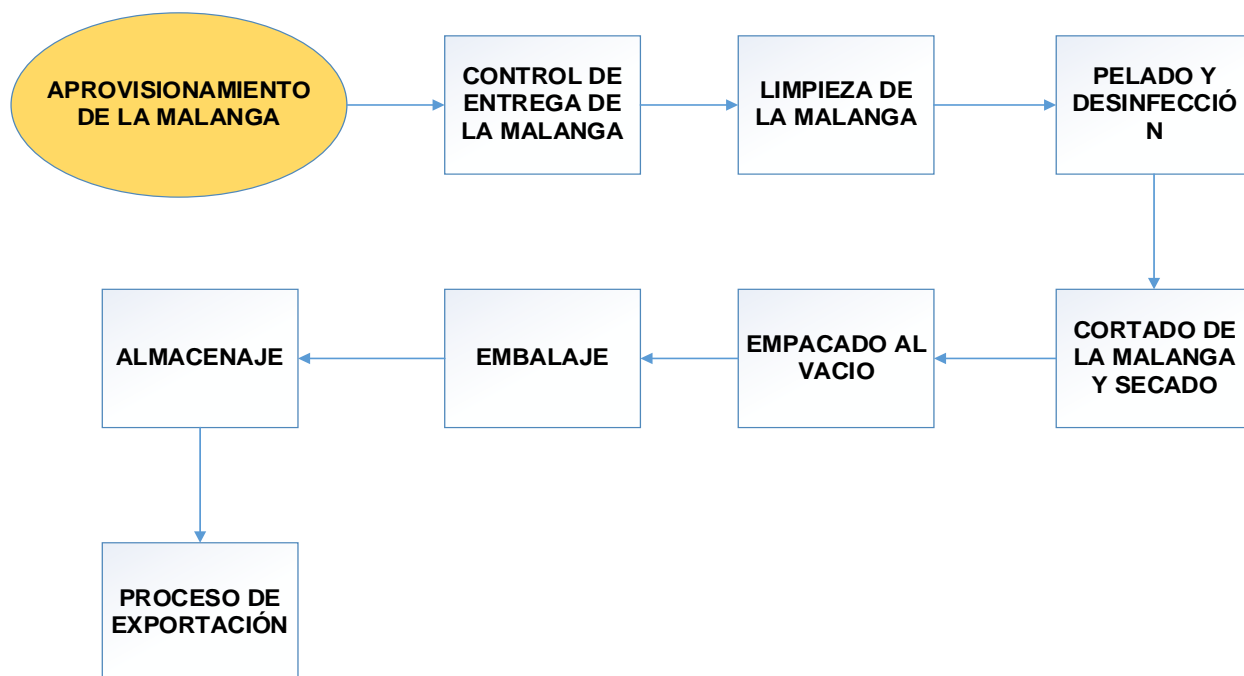 APROVISIONAMIENTO
DE LA MALANGA
CONTROL DE
ENTREGA DE
LA MALANGA
LIMPIEZA DE
LA MALANGA
PELADO Y
DESINFECCIÓ
N
CORTADO DE
LA MALANGA
Y SECADO
EMPACADO AL
VACIO
EMBALAJE
ALMACENAJE
PROCESO DE
EXPORTACIÓN